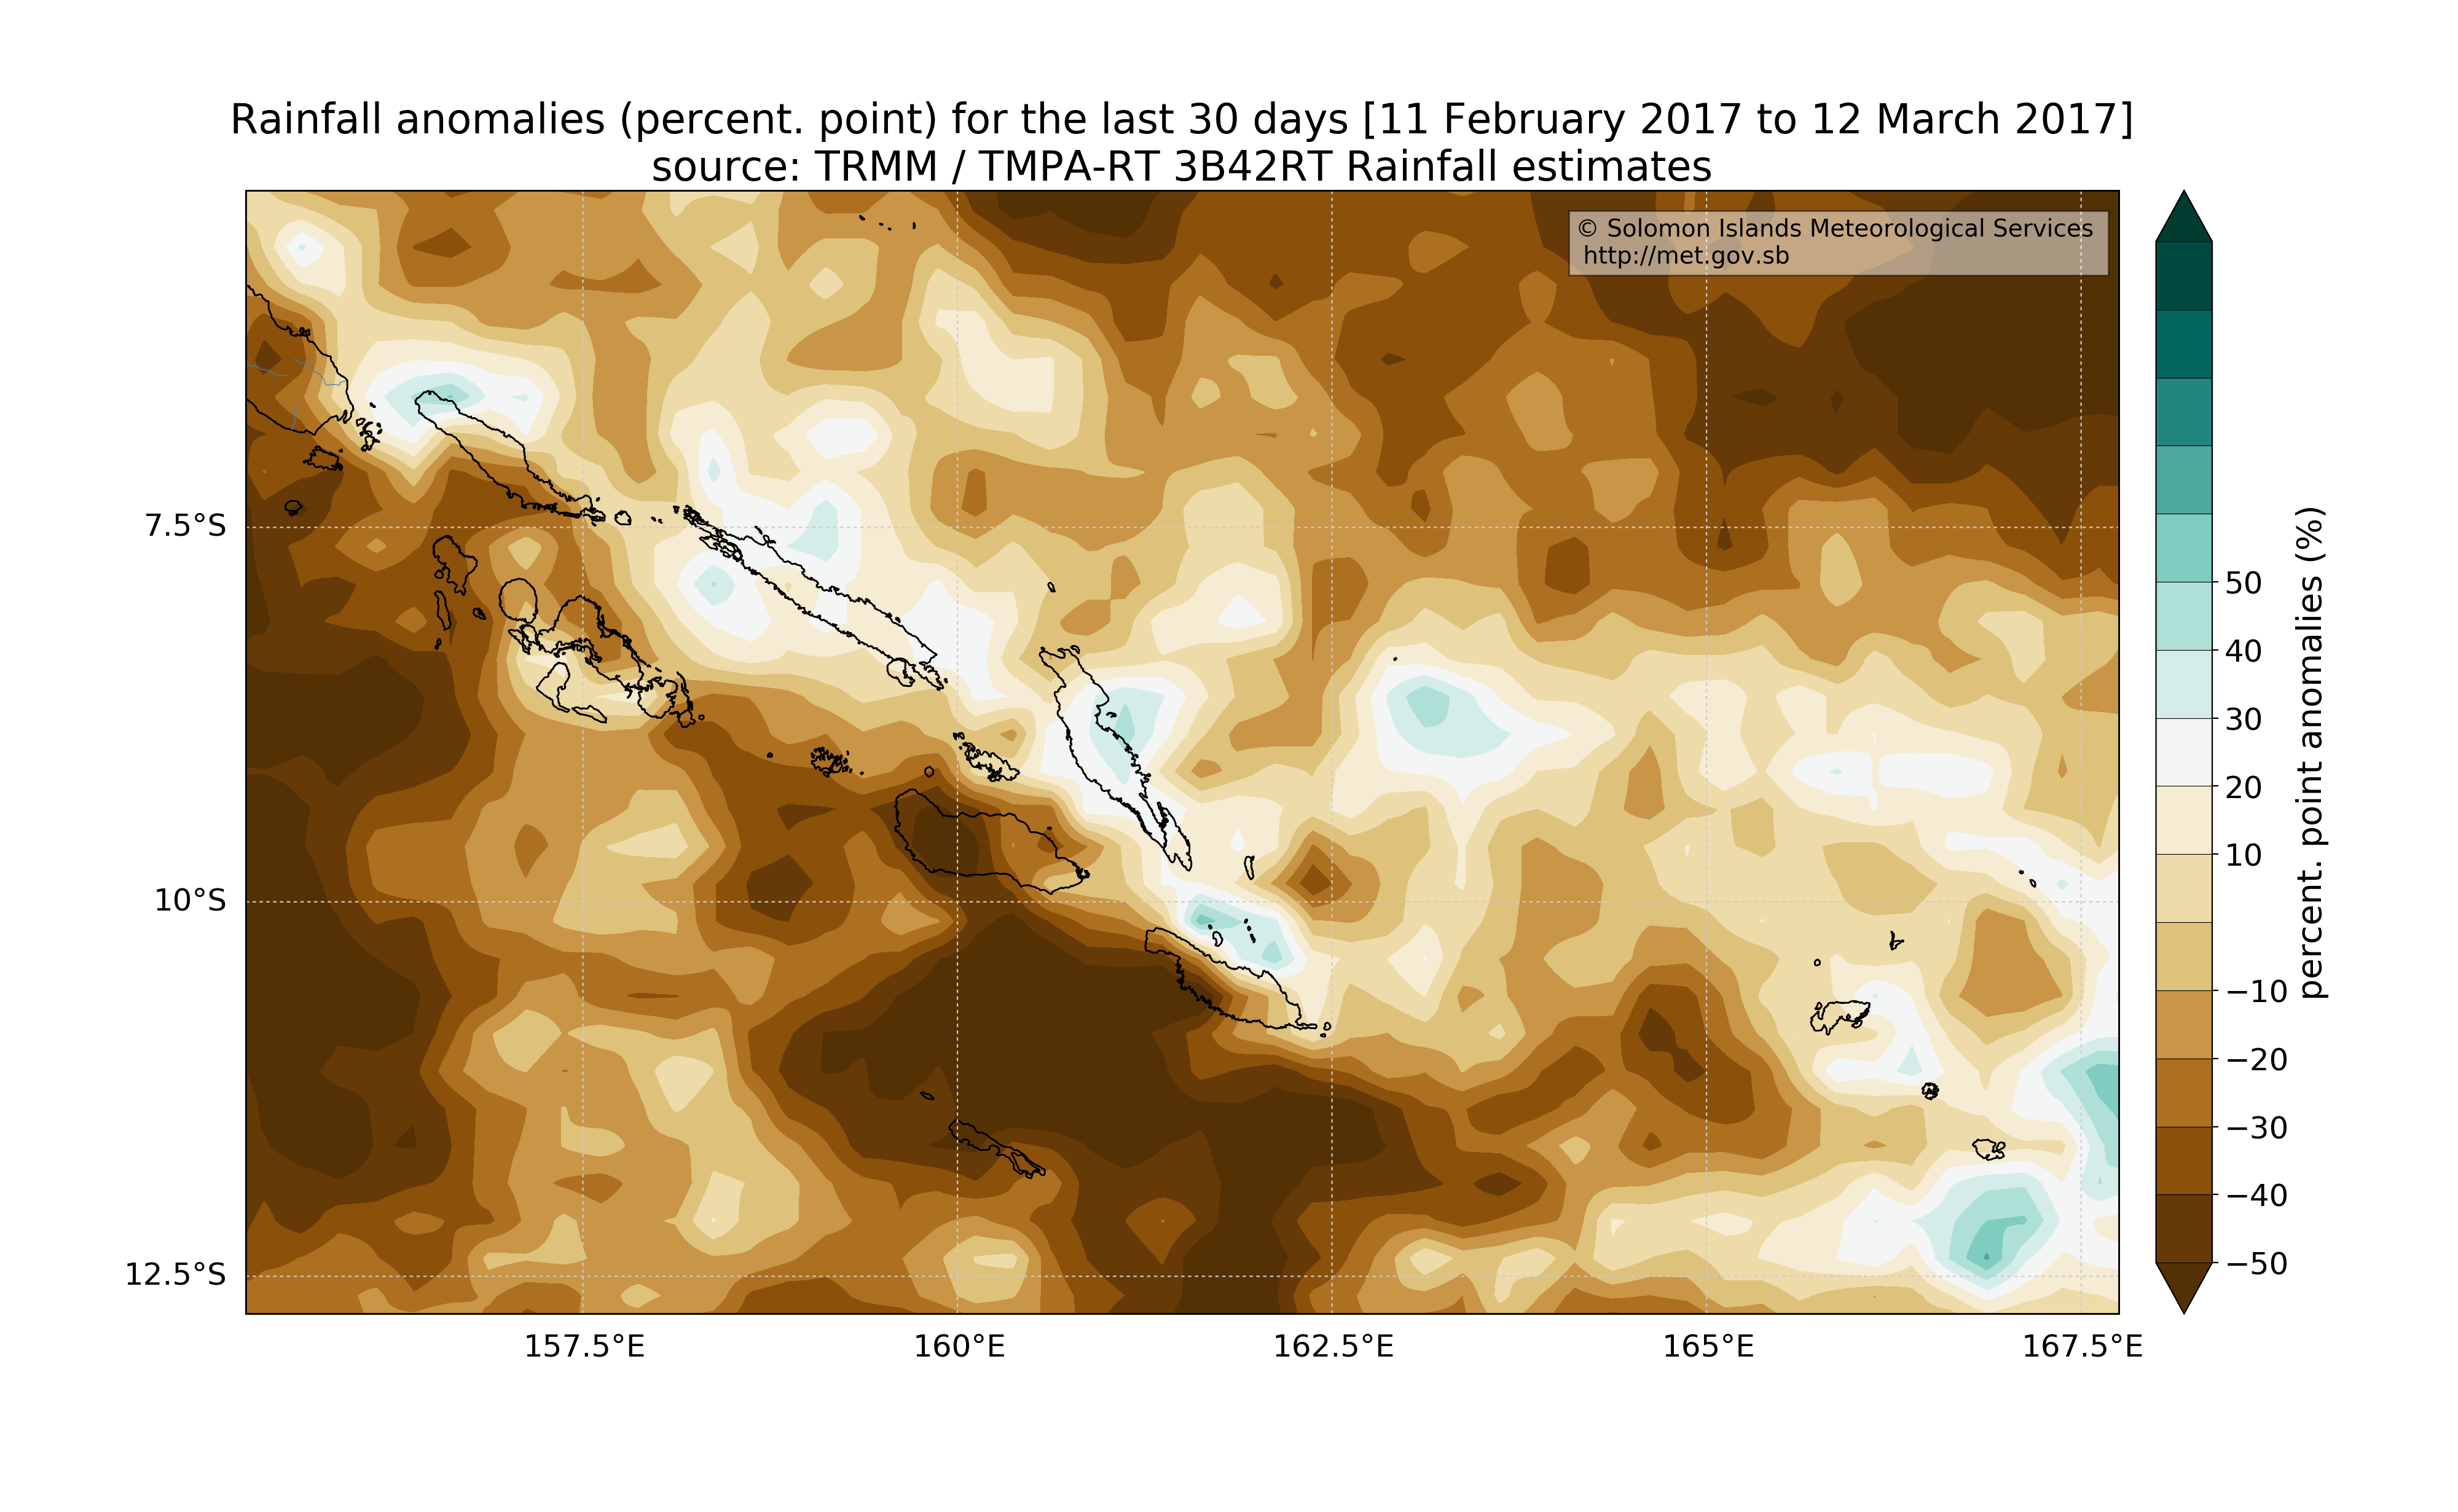 Rainfall anomalies (percent. point) for the last 30 days [11 February 2017 to 12 March 2017]
source: TRMM / TMPA-RT 3B42RT Rainfall estimates
© Solomon Islands Meteorological Services
http://met.gov.sb
7.5°S
10°S
12.5°S
157.5°E
160°E
162.5°E
165°E
167.5°E
50
40
30
20
10
−10
−20
−30
−40
−50
percent. point anomalies (%)